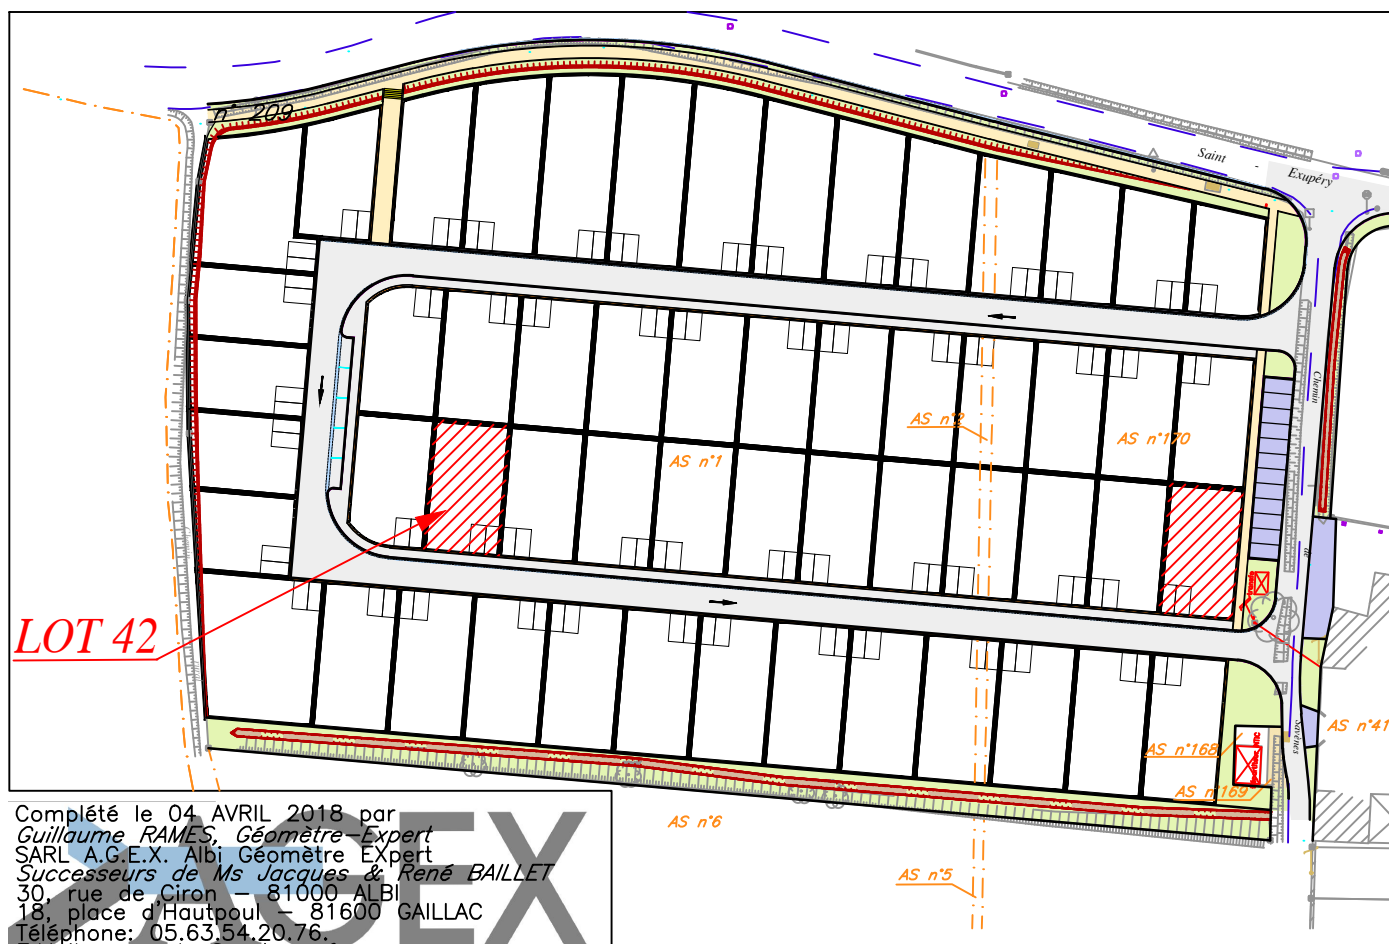 n° 209
Saint
Exupéry
Chemin
de
Savènes
AS n°2
AS n°170
AS n°1
LOT 42
AS n°168
AS n°169
AS n°41
AS n°6
AS n°5
Complété le 04 AVRIL 2018 par
Guillaume RAMES, Géomètre-Expert
SARL A.G.E.X. Albi Géomètre EXpert
Successeurs de Ms Jacques & René BAILLET
30, rue de Ciron - 81000 ALBI
18, place d'Hautpoul - 81600 GAILLAC
Téléphone: 05.63.54.20.76.
AGEX